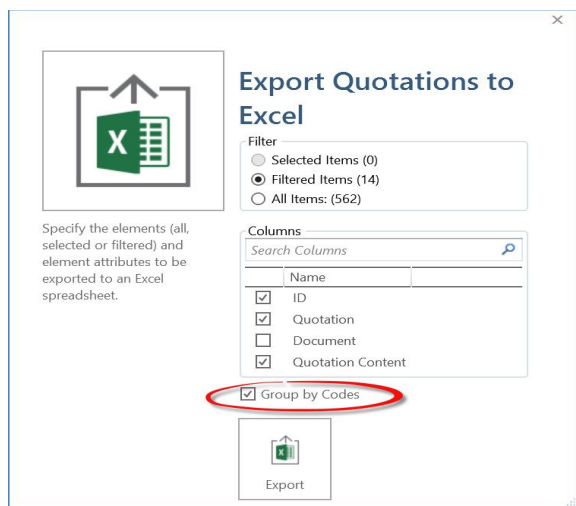 Export Quotations to
Excel
Filter
Selected Items (0)
Filtered Items (14)
All Items: (562)
Specify the elements (all,
selected or filtered) and
element attributes to be
exported to an Excel
spreadsheet.
Columns
Search Columns
Name
ID
Quotation
Document
Quotation Content
Group by Codes
Export